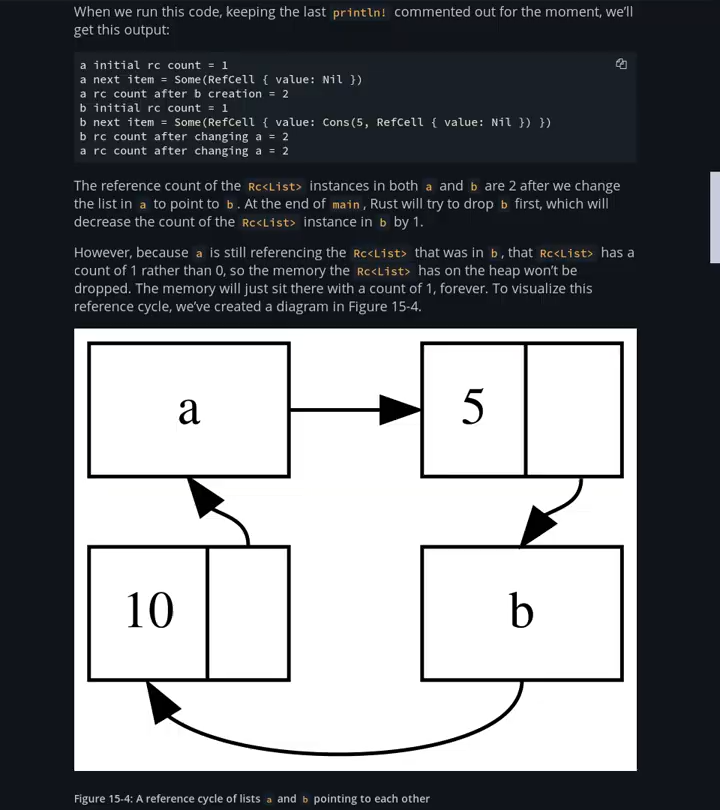 When we run this code, keeping the last println! commented out for the moment, we'll
get this output:
a initial rc count = 1
a next item = Some(RefCell { value: Nil })
a rc count after b creation = 2
b initial rc count = 1
b next item = Some(RefCell { value: Cons(5, RefCell { value: Nil }) })
b rc count after changing a = 2
a rc count after changing a = 2
The reference count of the Rc<List> instances in both a and b are 2 after we change
the list in a to point to b. At the end of main, Rust will try to drop b first, which will
decrease the count of the Rc<List> instance in b by 1.
However, because a is still referencing the Rc<List> that was in b, that Rc<List> has a
count of 1 rather than 0, so the memory the Rc<List> has on the heap won't be
dropped. The memory will just sit there with a count of 1, forever. To visualize this
reference cycle, we've created a diagram in Figure 15-4.
a
5
10
b
Figure 15-4: A reference cycle of lists a and b pointing to each other